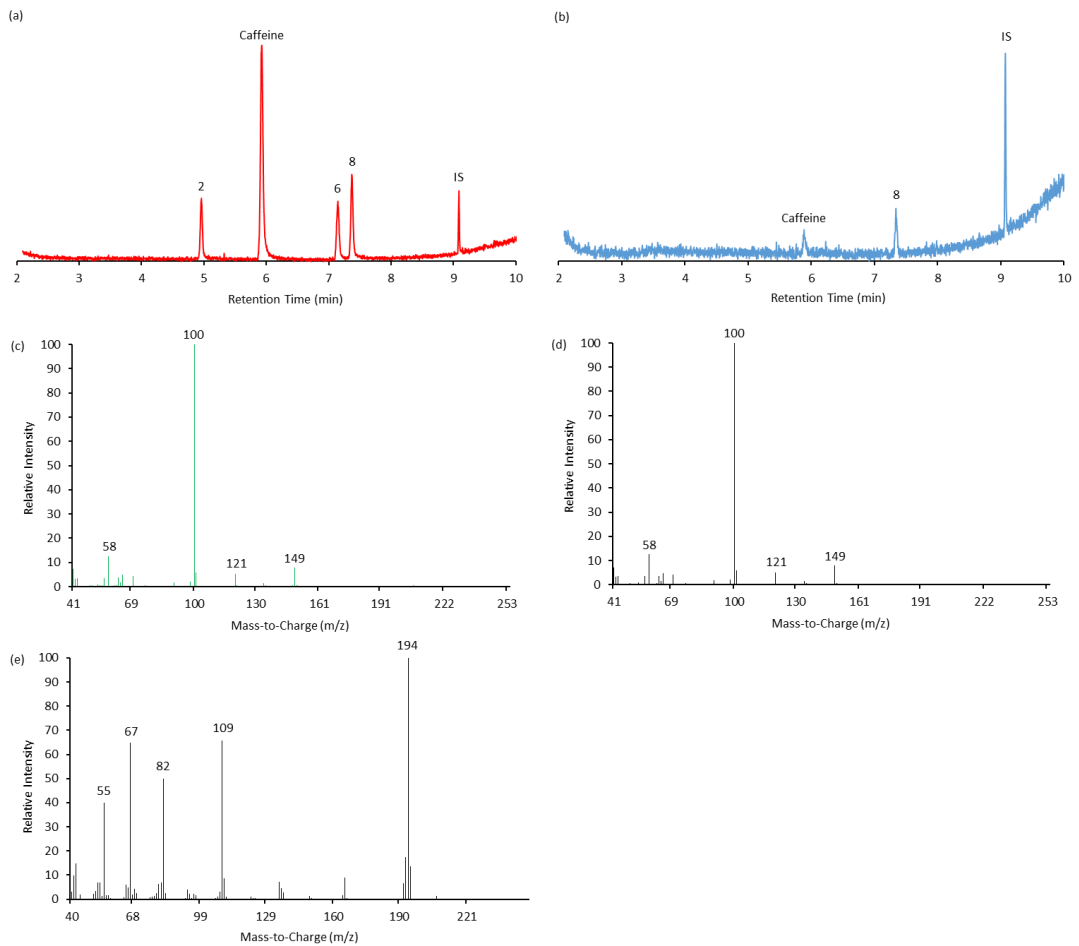 (a)
Caffeine
2
6
8
IS
2 3 4 5 6 7 8 9 10
Retention Time (min)
(b)
IS
Caffeine
8
2 3 4 5 6 7 8 9 10
Retention Time (min)
(c)
100
100
90
80
70
60
50
40
30
20
10
0
Relative Intensity
58
121
149
41 69 100 130 161 191 222 253
Mass-to-Charge (m/z)
(d)
100
100
90
80
70
60
50
40
30
20
10
0
Relative Intensity
58
121
149
41 69 100 130 161 191 222 253
Mass-to-Charge (m/z)
(e)
194
100
90
80
70
60
50
40
30
20
10
0
Relative Intensity
55
67
82
109
40 68 99 129 159 190 221
Mass-to-Charge (m/z)